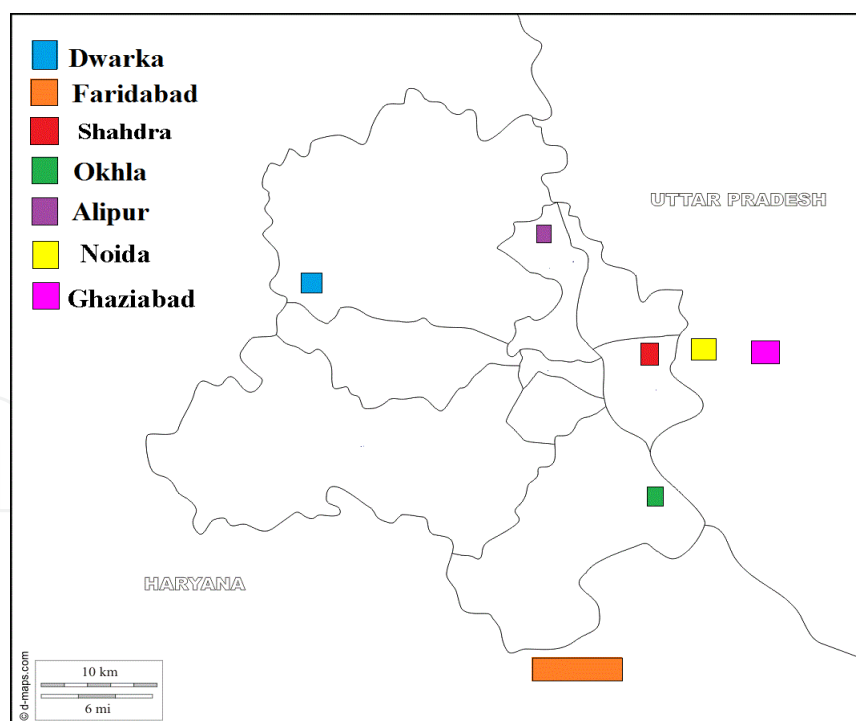 Dwarka
Faridabad
Shahdra
Okhla
Alipur
Noida
Ghaziabad
UTTAR PRADESH
HARYANA
10 km
6 mi
© d-maps.com